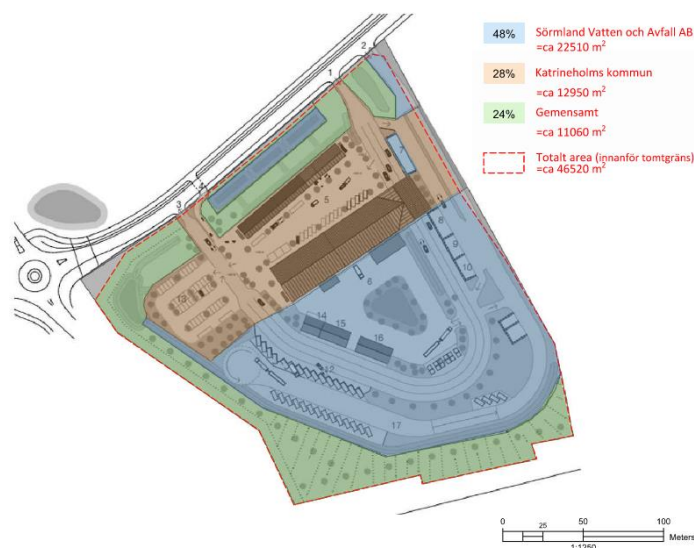 48% Sörmland Vatten och Avfall AB
=ca 22510 m²
28% Katrineholms kommun
=ca 12950 m²
24% Gemensamt
=ca 11060 m²
Totalt area (innanför tomtgräns)
=ca 46520 m²
2
1
4
3
7
5
8
9
10
6
14
15
16
12
17
0 25 50 100
Meters
1:1250